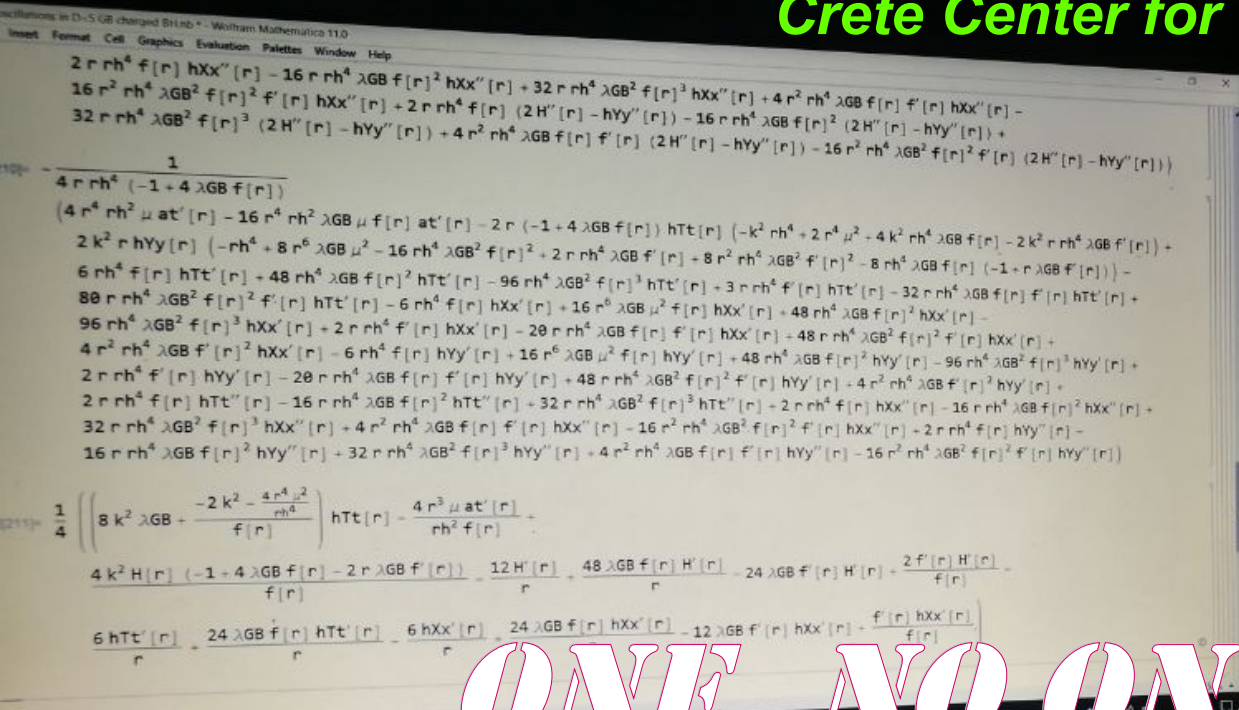 Crete Center for
oscillations in D<5 GB charged BH.nb * - Wolfram Mathematica 11.0
Insert Format Cell Graphics Evaluation Palettes Window Help
2 r rh⁴ f[r] hXx″[r] - 16 r rh⁴ λGB f[r]² hXx″[r] + 32 r rh⁴ λGB² f[r]³ hXx″[r] + 4 r² rh⁴ λGB f[r] f′[r] hXx″[r] -
16 r² rh⁴ λGB² f[r]² f′[r] hXx″[r] + 2 r rh⁴ f[r] (2 H″[r] - hYy″[r]) - 16 r rh⁴ λGB f[r]² (2 H″[r] - hYy″[r]) +
32 r rh⁴ λGB² f[r]³ (2 H″[r] - hYy″[r]) + 4 r² rh⁴ λGB f[r] f′[r] (2 H″[r] - hYy″[r]) - 16 r² rh⁴ λGB² f[r]² f′[r] (2 H″[r] - hYy″[r]))
- 1
4 r rh⁴ (-1 + 4 λGB f[r])
(4 r⁴ rh² μ at′[r] - 16 r⁴ rh² λGB μ f[r] at′[r] - 2 r (-1 + 4 λGB f[r]) hTt[r] (-k² rh⁴ + 2 r⁴ μ² + 4 k² rh⁴ λGB f[r] - 2 k² r rh⁴ λGB f′[r]) +
2 k² r hYy[r] (-rh⁴ + 8 r⁶ λGB μ² - 16 rh⁴ λGB² f[r]² + 2 r rh⁴ λGB f′[r] + 8 r² rh⁴ λGB² f′[r]² - 8 rh⁴ λGB f[r] (-1 + r λGB f′[r])) -
6 rh⁴ f[r] hTt′[r] + 48 rh⁴ λGB f[r]² hTt′[r] - 96 rh⁴ λGB² f[r]³ hTt′[r] + 3 r rh⁴ f′[r] hTt′[r] - 32 r rh⁴ λGB f[r] f′[r] hTt′[r] +
80 r rh⁴ λGB² f[r]² f′[r] hTt′[r] - 6 rh⁴ f[r] hXx′[r] + 16 r⁶ λGB μ² f[r] hXx′[r] + 48 rh⁴ λGB f[r]² hXx′[r] -
96 rh⁴ λGB² f[r]³ hXx′[r] + 2 r rh⁴ f′[r] hXx′[r] - 20 r rh⁴ λGB f[r] f′[r] hXx′[r] + 48 r rh⁴ λGB² f[r]² f′[r] hXx′[r] +
4 r² rh⁴ λGB f′[r]² hXx′[r] - 6 rh⁴ f[r] hYy′[r] + 16 r⁶ λGB μ² f[r] hYy′[r] + 48 rh⁴ λGB f[r]² hYy′[r] - 96 rh⁴ λGB² f[r]³ hYy′[r] +
2 r rh⁴ f′[r] hYy′[r] - 20 r rh⁴ λGB f[r] f′[r] hYy′[r] + 48 r rh⁴ λGB² f[r]² f′[r] hYy′[r] + 4 r² rh⁴ λGB f′[r]² hYy′[r] +
2 r rh⁴ f[r] hTt″[r] - 16 r rh⁴ λGB f[r]² hTt″[r] + 32 r rh⁴ λGB² f[r]³ hTt″[r] + 2 r rh⁴ f[r] hXx″[r] - 16 r rh⁴ λGB f[r]² hXx″[r] +
32 r rh⁴ λGB² f[r]³ hXx″[r] + 4 r² rh⁴ λGB f[r] f′[r] hXx″[r] - 16 r² rh⁴ λGB² f[r]² f′[r] hXx″[r] + 2 r rh⁴ f[r] hYy″[r] -
16 r rh⁴ λGB f[r]² hYy″[r] + 32 r rh⁴ λGB² f[r]³ hYy″[r] + 4 r² rh⁴ λGB f[r] f′[r] hYy″[r] - 16 r² rh⁴ λGB² f[r]² f′[r] hYy″[r])
[211]= 1/4 ((8 k² λGB + (-2 k² - 4 r⁴ μ²/rh⁴)/f[r]) hTt[r] - 4 r³ μ at′[r]/(rh² f[r]) +
4 k² H[r] (-1 + 4 λGB f[r] - 2 r λGB f′[r])/f[r] - 12 H′[r]/r + 48 λGB f[r] H′[r]/r - 24 λGB f′[r] H′[r] + 2 f′[r] H′[r]/f[r] -
6 hTt′[r]/r + 24 λGB f[r] hTt′[r]/r - 6 hXx′[r]/r + 24 λGB f[r] hXx′[r]/r - 12 λGB f′[r] hXx′[r] + f′[r] hXx′[r]/f[r]
ONE NO ON